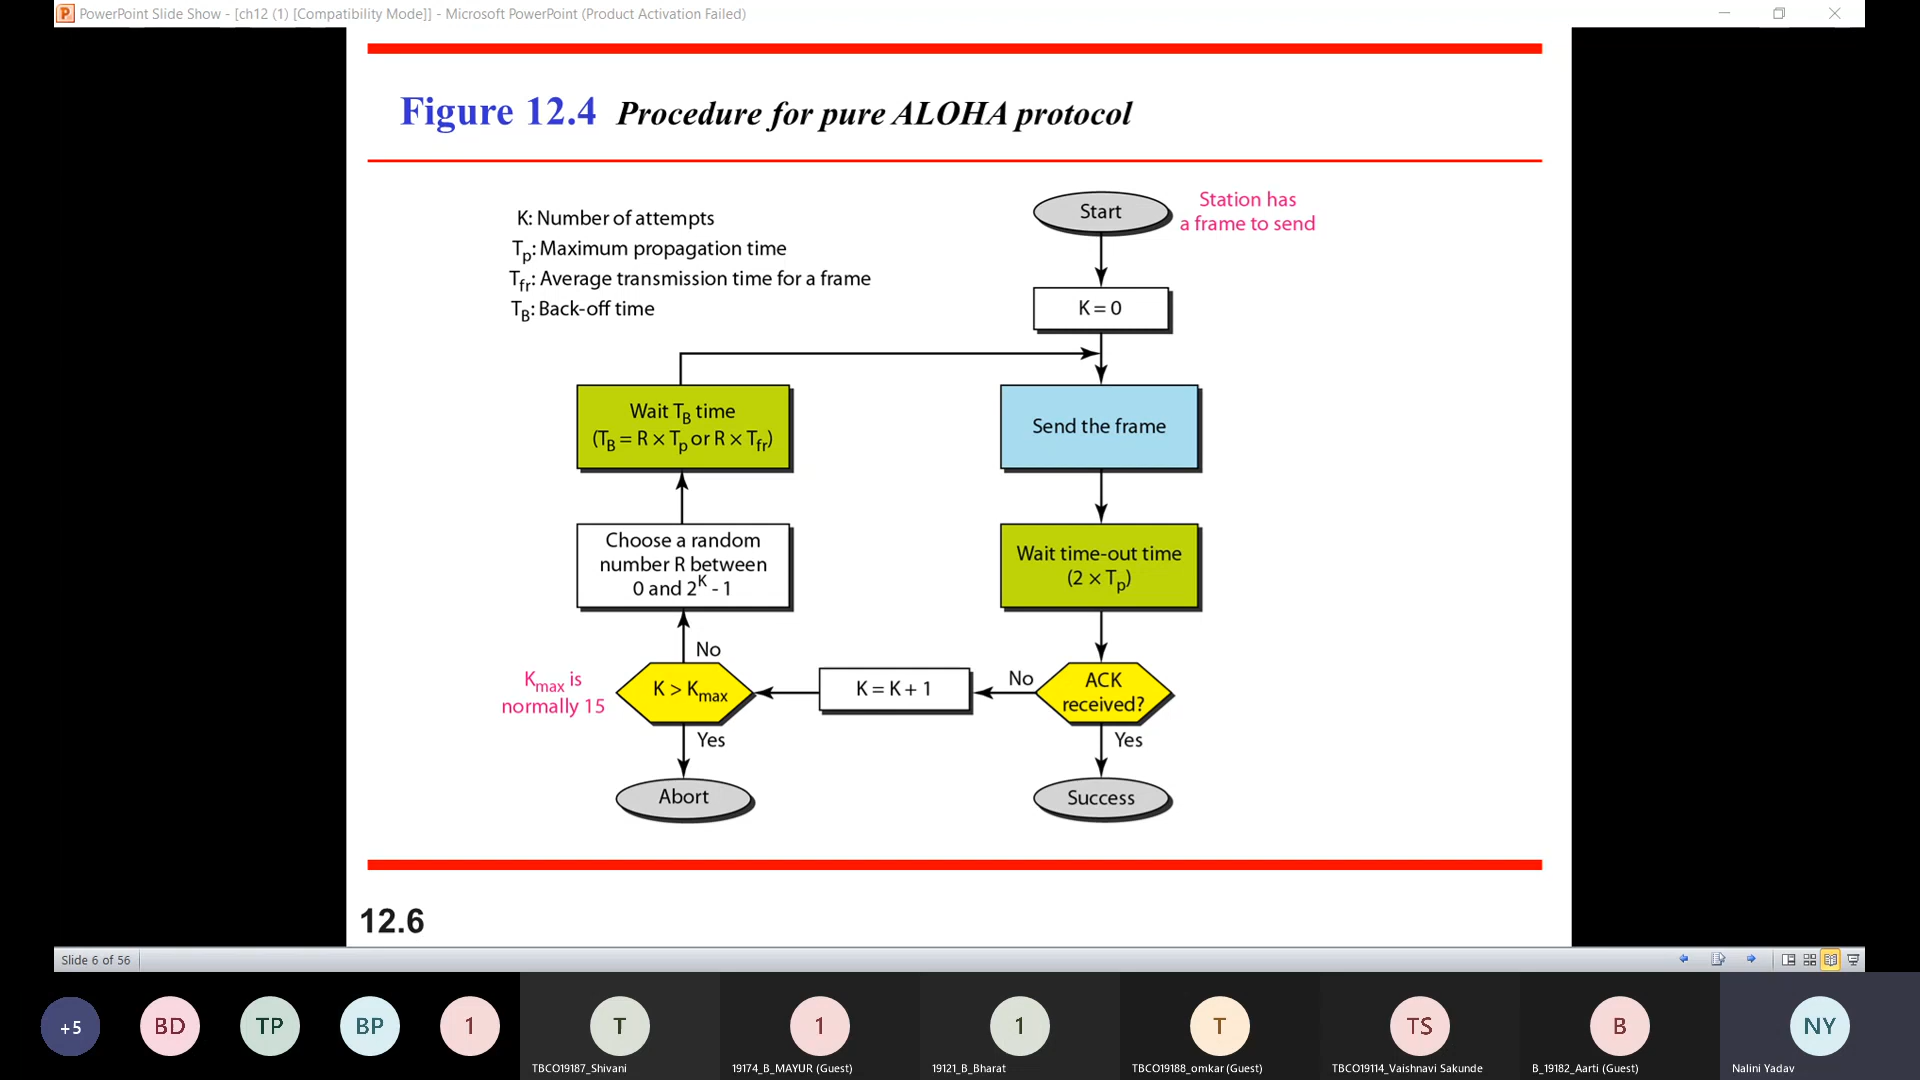 PowerPoint Slide Show - [ch12 (1) [Compatibility Mode]] - Microsoft PowerPoint (Product Activation Failed)
Figure 12.4 Procedure for pure ALOHA protocol
K: Number of attempts
Tp: Maximum propagation time
Tfr: Average transmission time for a frame
TB: Back-off time
Start
Station has
a frame to send
K = 0
Wait TB time
(TB = R × Tp or R × Tfr)
Send the frame
Choose a random
number R between
0 and 2^K - 1
Wait time-out time
(2 × Tp)
No
Kmax is
normally 15
K > Kmax
K = K + 1
No
ACK
received?
Yes
Yes
Abort
Success
12.6
Slide 6 of 56
+5
BD
TP
BP
1
T
1
1
T
TS
B
NY
TBCO19187_Shivani
19174_B_MAYUR (Guest)
19121_B_Bharat
TBCO19188_omkar (Guest)
TBCO19114_Vaishnavi Sakunde
B_19182_Aarti (Guest)
Nalini Yadav